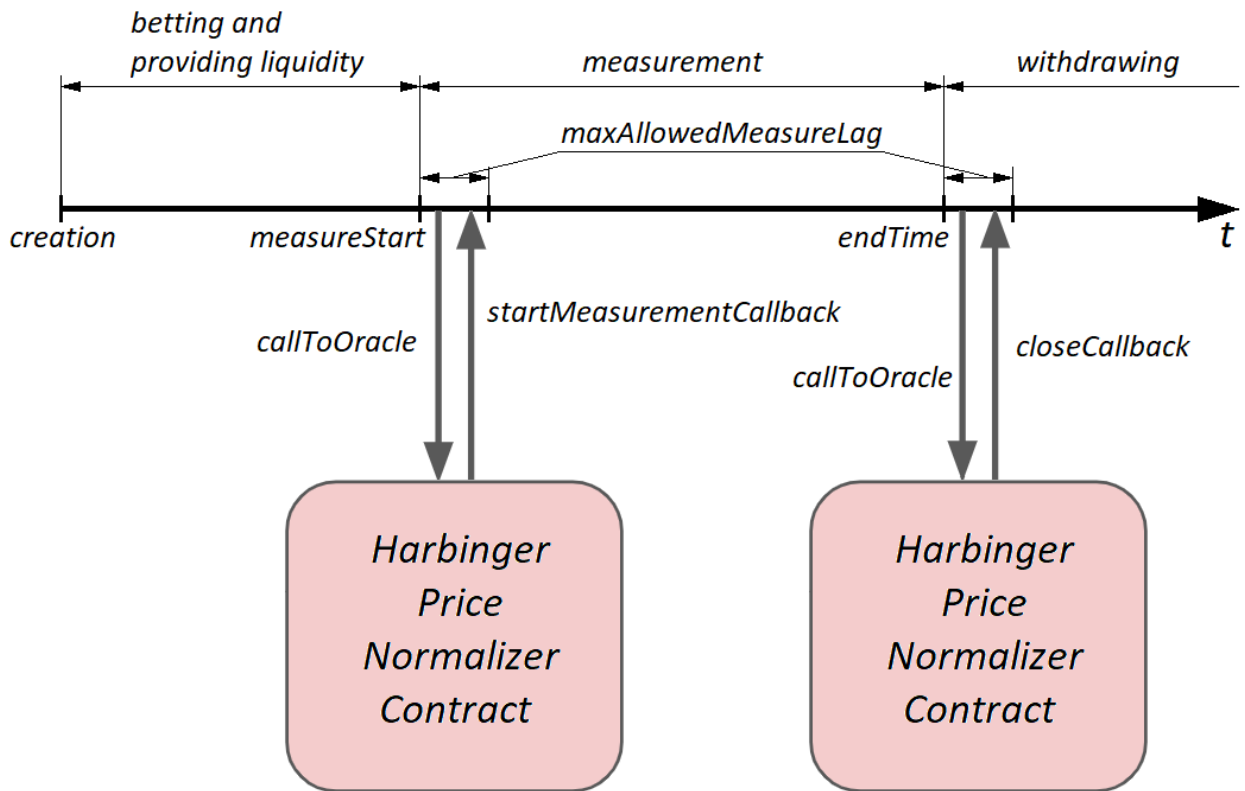 betting and
providing liquidity
measurement
withdrawing
maxAllowedMeasureLag
creation
measureStart
endTime
t
callToOracle
startMeasurementCallback
callToOracle
closeCallback
Harbinger
Price
Normalizer
Contract
Harbinger
Price
Normalizer
Contract